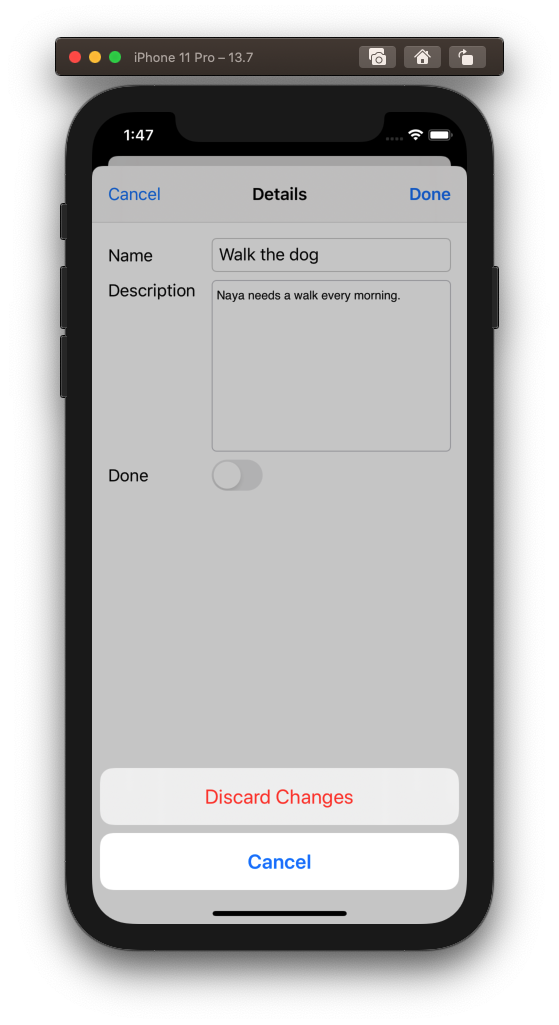 iPhone 11 Pro – 13.7
1:47
Cancel Details Done
Name Walk the dog
Description Naya needs a walk every morning.
Done
Discard Changes
Cancel